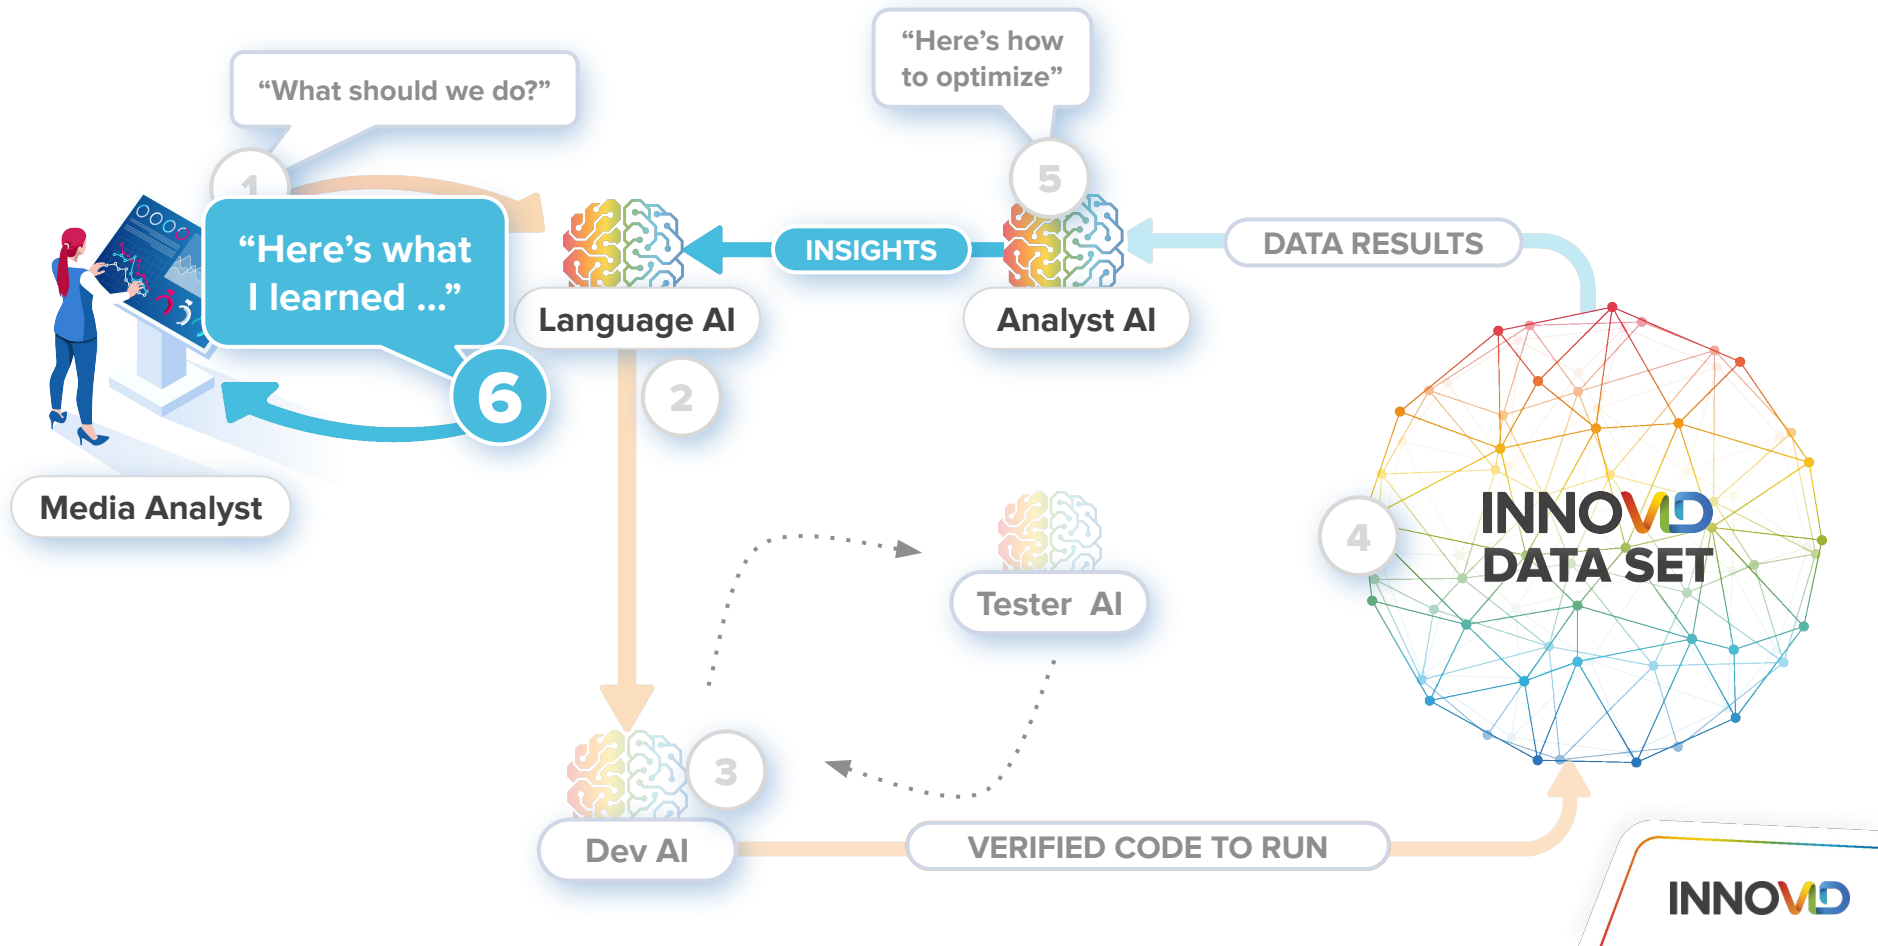 “What should we do?”
“Here’s how
to optimize”
1
5
“Here’s what
I learned ...”
INSIGHTS
DATA RESULTS
Language AI
Analyst AI
6
2
Media Analyst
4
INNOVID
DATA SET
Tester AI
3
Dev AI
VERIFIED CODE TO RUN
INNOVID